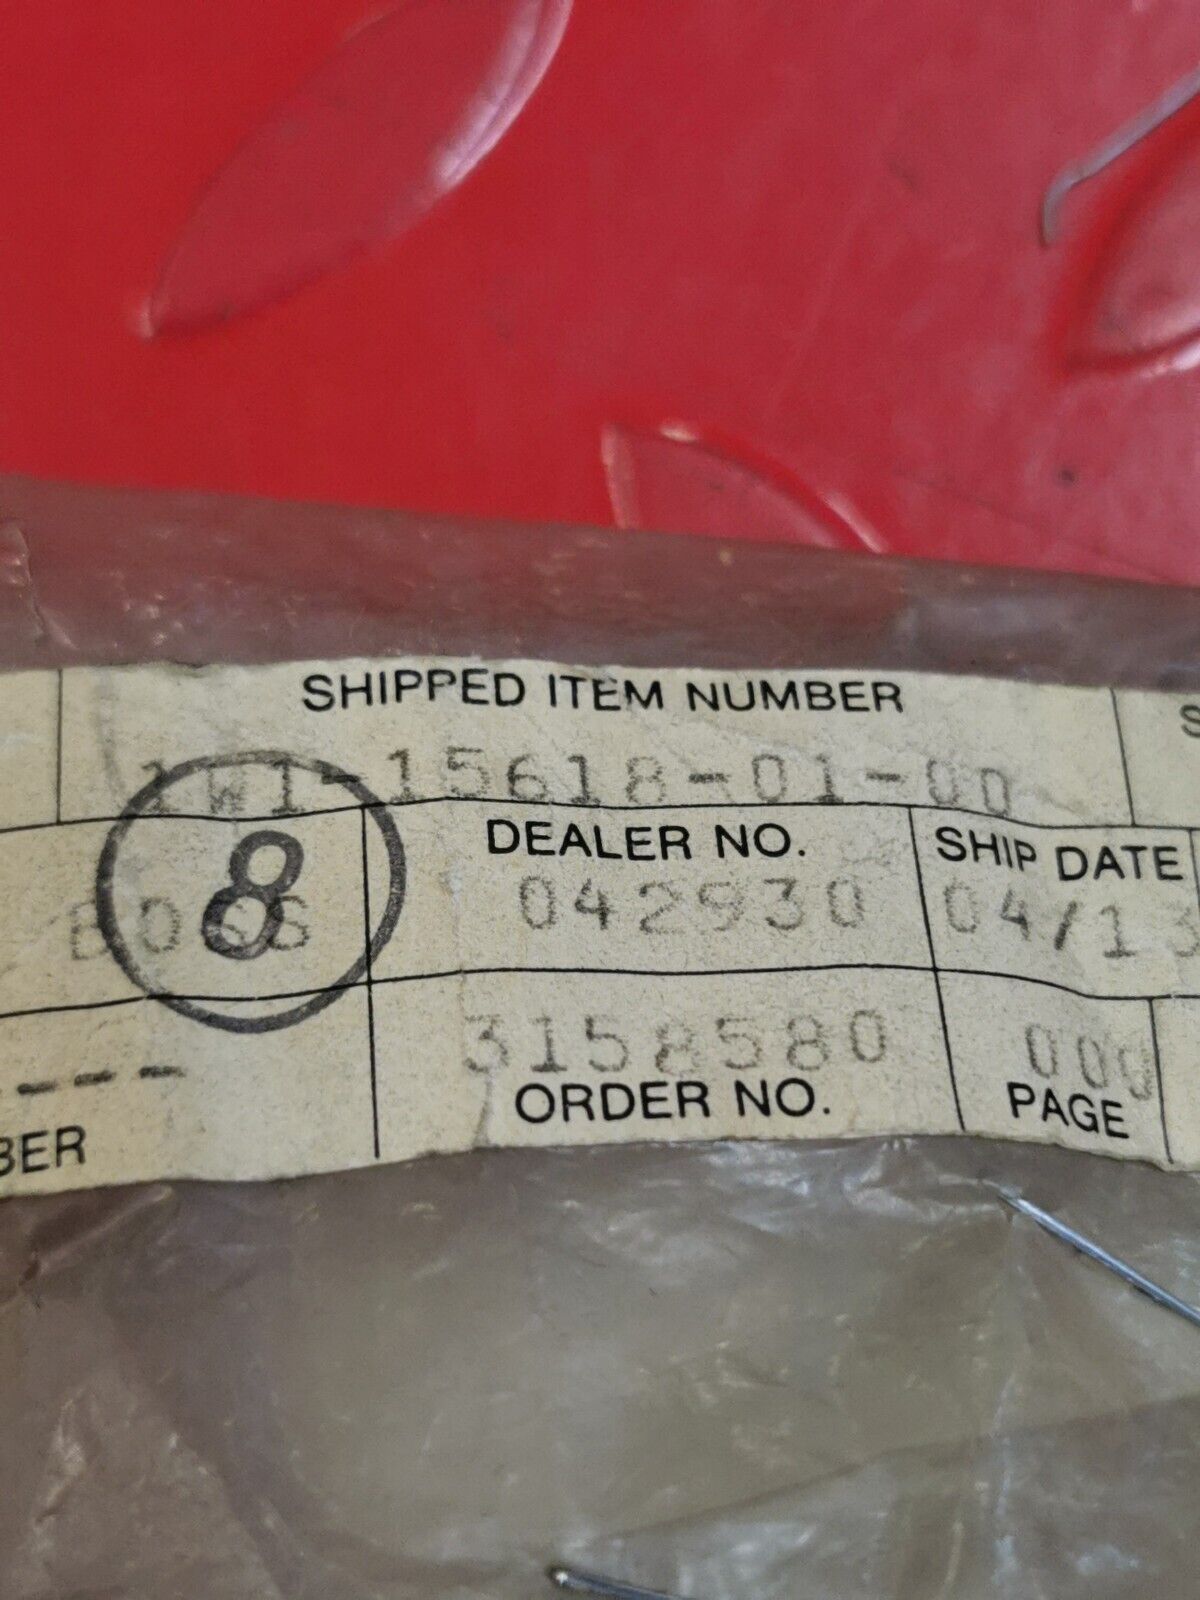 SHIPPED ITEM NUMBER S
1W1-15618-01-00
DEALER NO. SHIP DATE
8 042930 04/13
---- 3158580 000
BER ORDER NO. PAGE